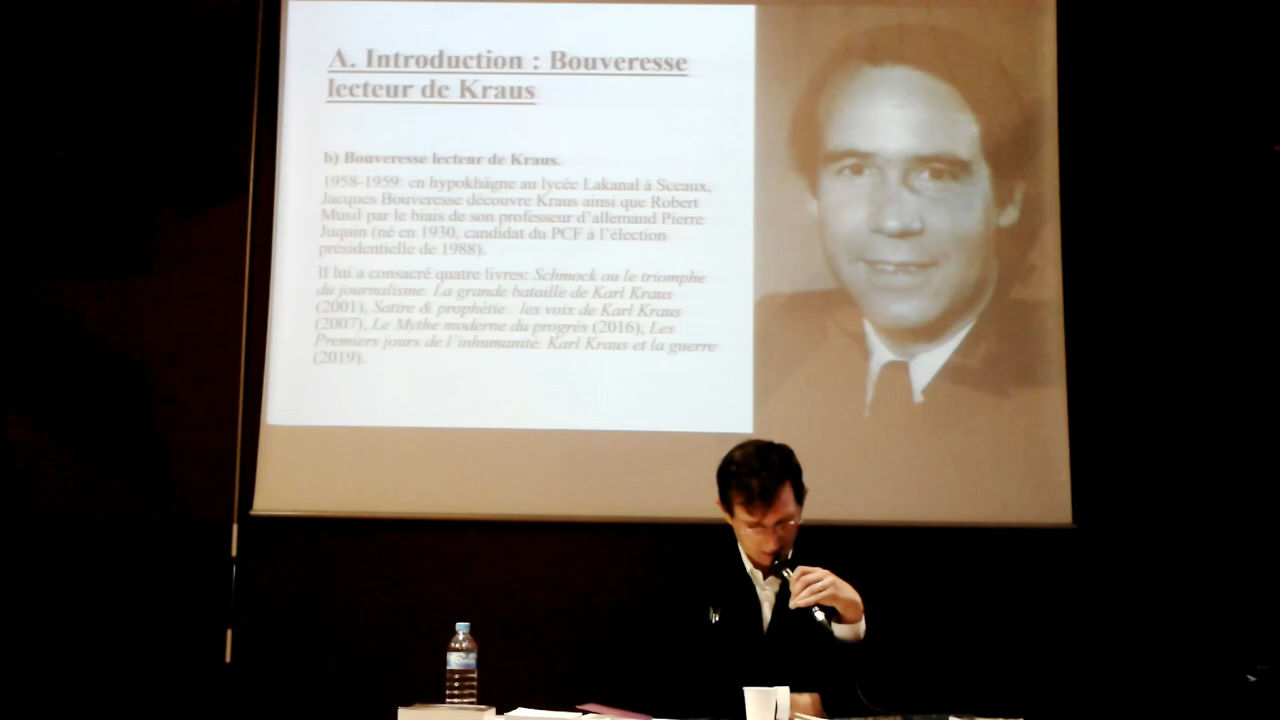 A. Introduction : Bouveresse
lecteur de Kraus
b) Bouveresse lecteur de Kraus.
1958-1959: en hypokhâgne au lycée Lakanal à Sceaux,
Jacques Bouveresse découvre Kraus ainsi que Robert
Musil par le biais de son professeur d'allemand Pierre
Juquin (né en 1930, candidat du PCF à l'élection
présidentielle de 1988).
Il lui a consacré quatre livres: Schmock ou le triomphe
du journalisme. La grande bataille de Karl Kraus
(2001), Satire & prophétie : les voix de Karl Kraus
(2007), Le Mythe moderne du progrès (2016), Les
Premiers jours de l'inhumanité. Karl Kraus et la guerre
(2019).